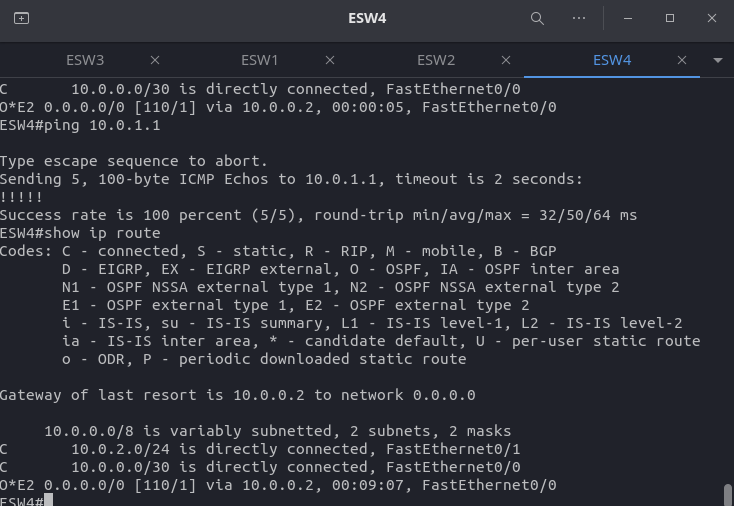 ESW4
ESW3 ESW1 ESW2 ESW4
C       10.0.0.0/30 is directly connected, FastEthernet0/0
O*E2 0.0.0.0/0 [110/1] via 10.0.0.2, 00:00:05, FastEthernet0/0
ESW4#ping 10.0.1.1
Type escape sequence to abort.
Sending 5, 100-byte ICMP Echos to 10.0.1.1, timeout is 2 seconds:
!!!!!
Success rate is 100 percent (5/5), round-trip min/avg/max = 32/50/64 ms
ESW4#show ip route
Codes: C - connected, S - static, R - RIP, M - mobile, B - BGP
       D - EIGRP, EX - EIGRP external, O - OSPF, IA - OSPF inter area
       N1 - OSPF NSSA external type 1, N2 - OSPF NSSA external type 2
       E1 - OSPF external type 1, E2 - OSPF external type 2
       i - IS-IS, su - IS-IS summary, L1 - IS-IS level-1, L2 - IS-IS level-2
       ia - IS-IS inter area, * - candidate default, U - per-user static route
       o - ODR, P - periodic downloaded static route
Gateway of last resort is 10.0.0.2 to network 0.0.0.0
     10.0.0.0/8 is variably subnetted, 2 subnets, 2 masks
C       10.0.2.0/24 is directly connected, FastEthernet0/1
C       10.0.0.0/30 is directly connected, FastEthernet0/0
O*E2 0.0.0.0/0 [110/1] via 10.0.0.2, 00:09:07, FastEthernet0/0
ESW4#